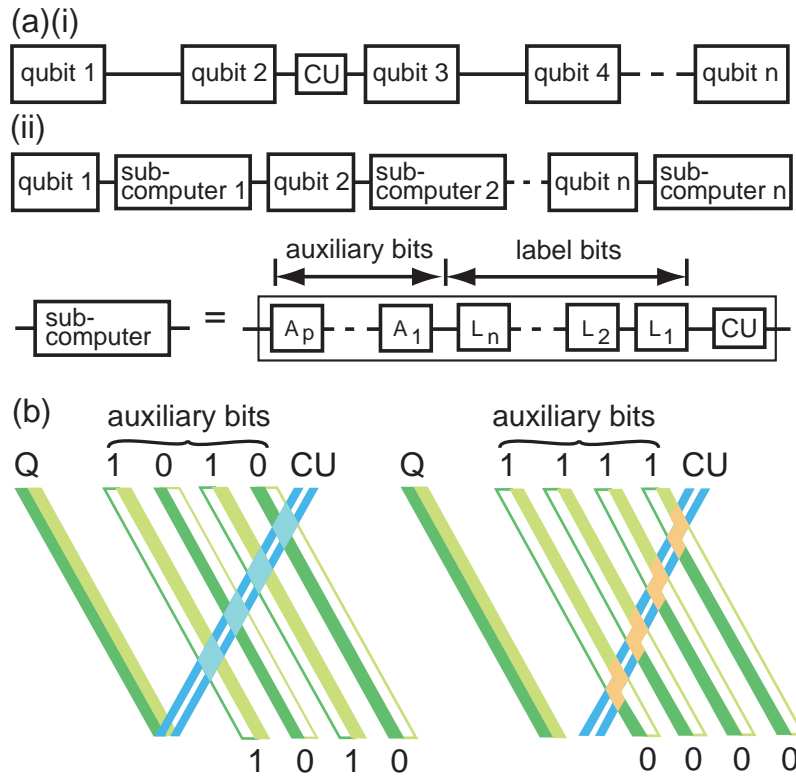 (a)(i)
qubit 1 qubit 2 CU qubit 3 qubit 4 qubit n
(ii)
qubit 1 sub-computer 1 qubit 2 sub-computer 2 qubit n sub-computer n
auxiliary bits label bits
sub-computer = Ap A1 Ln L2 L1 CU
(b)
auxiliary bits auxiliary bits
Q 1 0 1 0 CU Q 1 1 1 1 CU
1 0 1 0 0 0 0 0